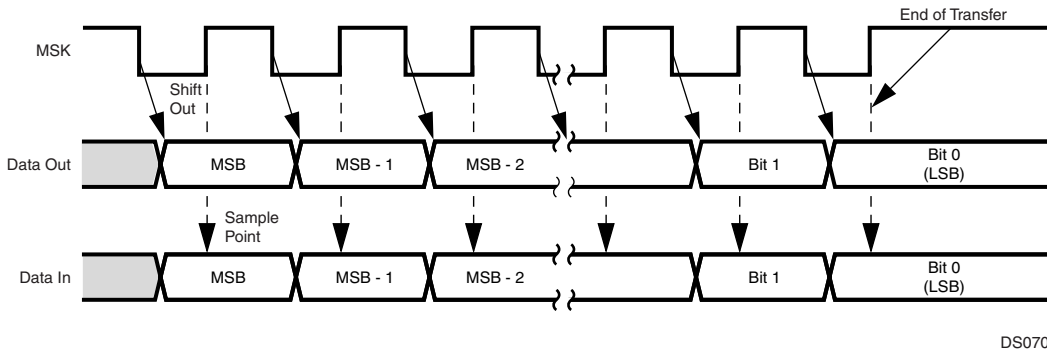 End of Transfer
MSK
Shift
Out
Data Out
MSB
MSB - 1
MSB - 2
Bit 1
Bit 0
(LSB)
Sample
Point
Data In
MSB
MSB - 1
MSB - 2
Bit 1
Bit 0
(LSB)
DS070